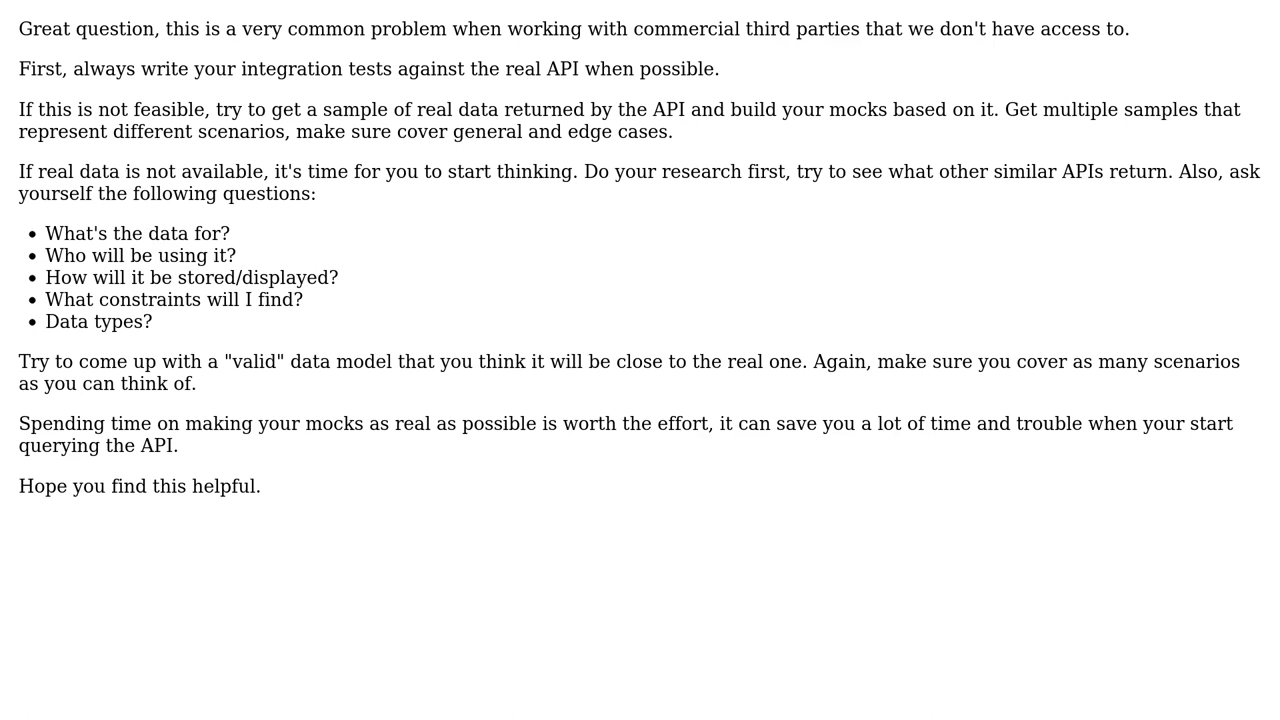 Great question, this is a very common problem when working with commercial third parties that we don't have access to.
First, always write your integration tests against the real API when possible.
If this is not feasible, try to get a sample of real data returned by the API and build your mocks based on it. Get multiple samples that
represent different scenarios, make sure cover general and edge cases.
If real data is not available, it's time for you to start thinking. Do your research first, try to see what other similar APIs return. Also, ask
yourself the following questions:
• What's the data for?
• Who will be using it?
• How will it be stored/displayed?
• What constraints will I find?
• Data types?
Try to come up with a "valid" data model that you think it will be close to the real one. Again, make sure you cover as many scenarios
as you can think of.
Spending time on making your mocks as real as possible is worth the effort, it can save you a lot of time and trouble when your start
querying the API.
Hope you find this helpful.